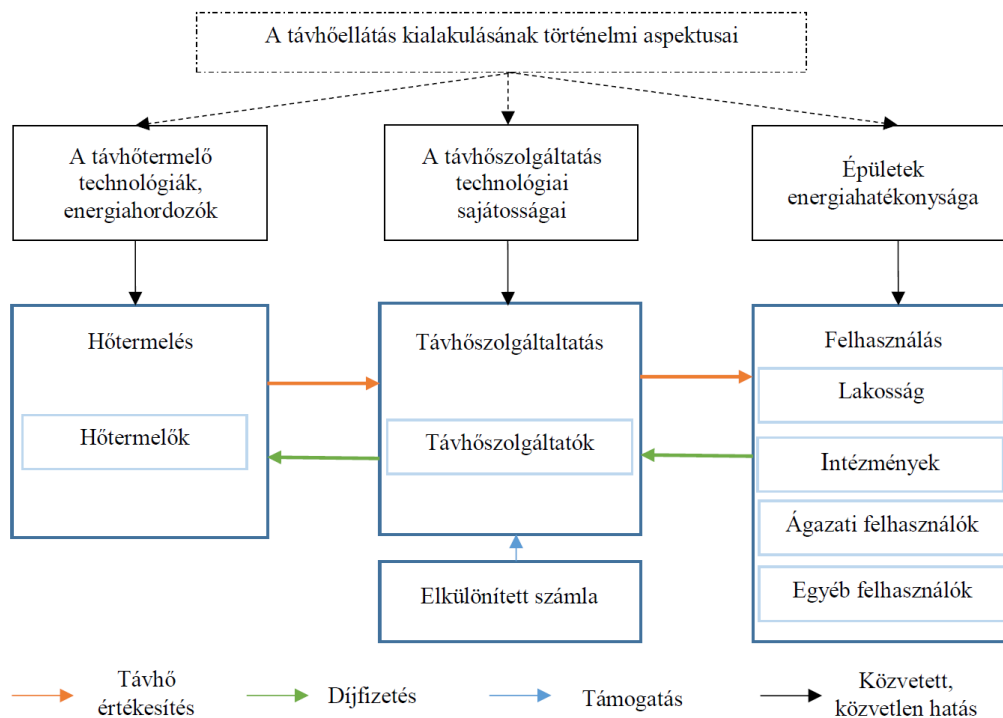 A távhőellátás kialakulásának történelmi aspektusai
A távhőtermelő
technológiák,
energiahordozók
A távhőszolgáltatás
technológiai
sajátosságai
Épületek
energiahatékonysága
Hőtermelés
Hőtermelők
Távhőszolgáltaltatás
Távhőszolgáltatók
Felhasználás
Lakosság
Intézmények
Ágazati felhasználók
Egyéb felhasználók
Elkülönített számla
Távhő
értékesítés
Díjfizetés
Támogatás
Közvetett,
közvetlen hatás